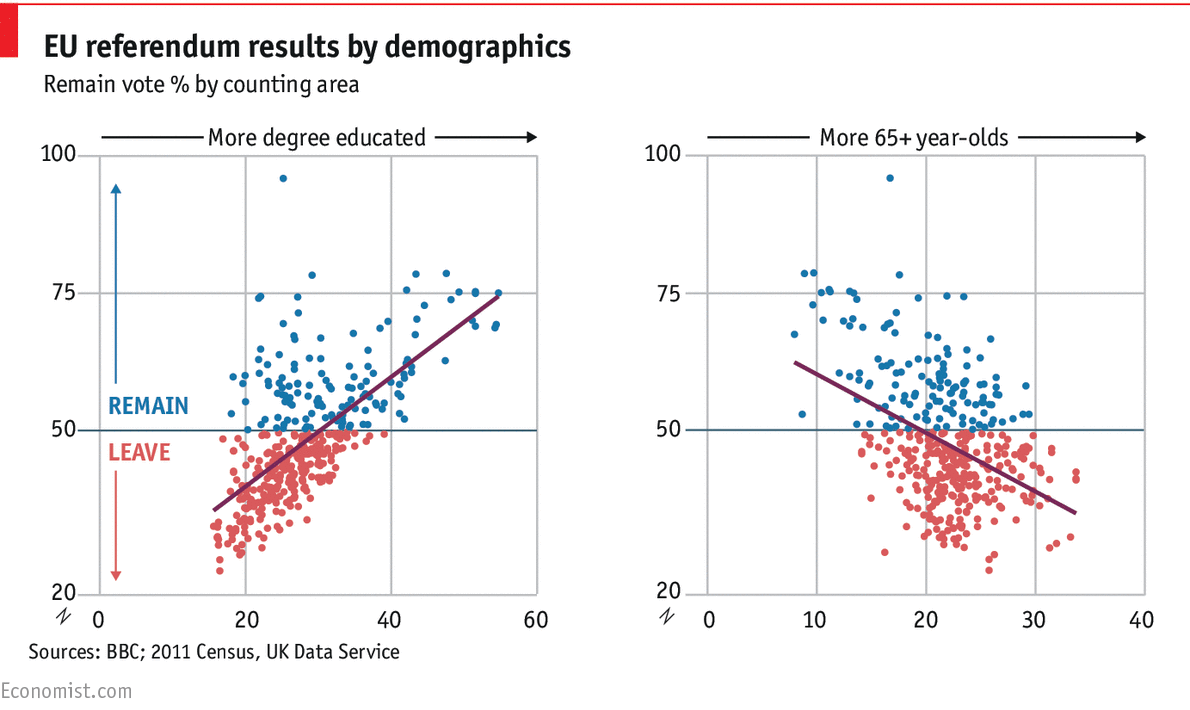 EU referendum results by demographics
Remain vote % by counting area
More degree educated
100
75
50
20
REMAIN
LEAVE
0
20
40
60
More 65+ year-olds
100
75
50
20
0
10
20
30
40
Sources: BBC; 2011 Census, UK Data Service
Economist.com